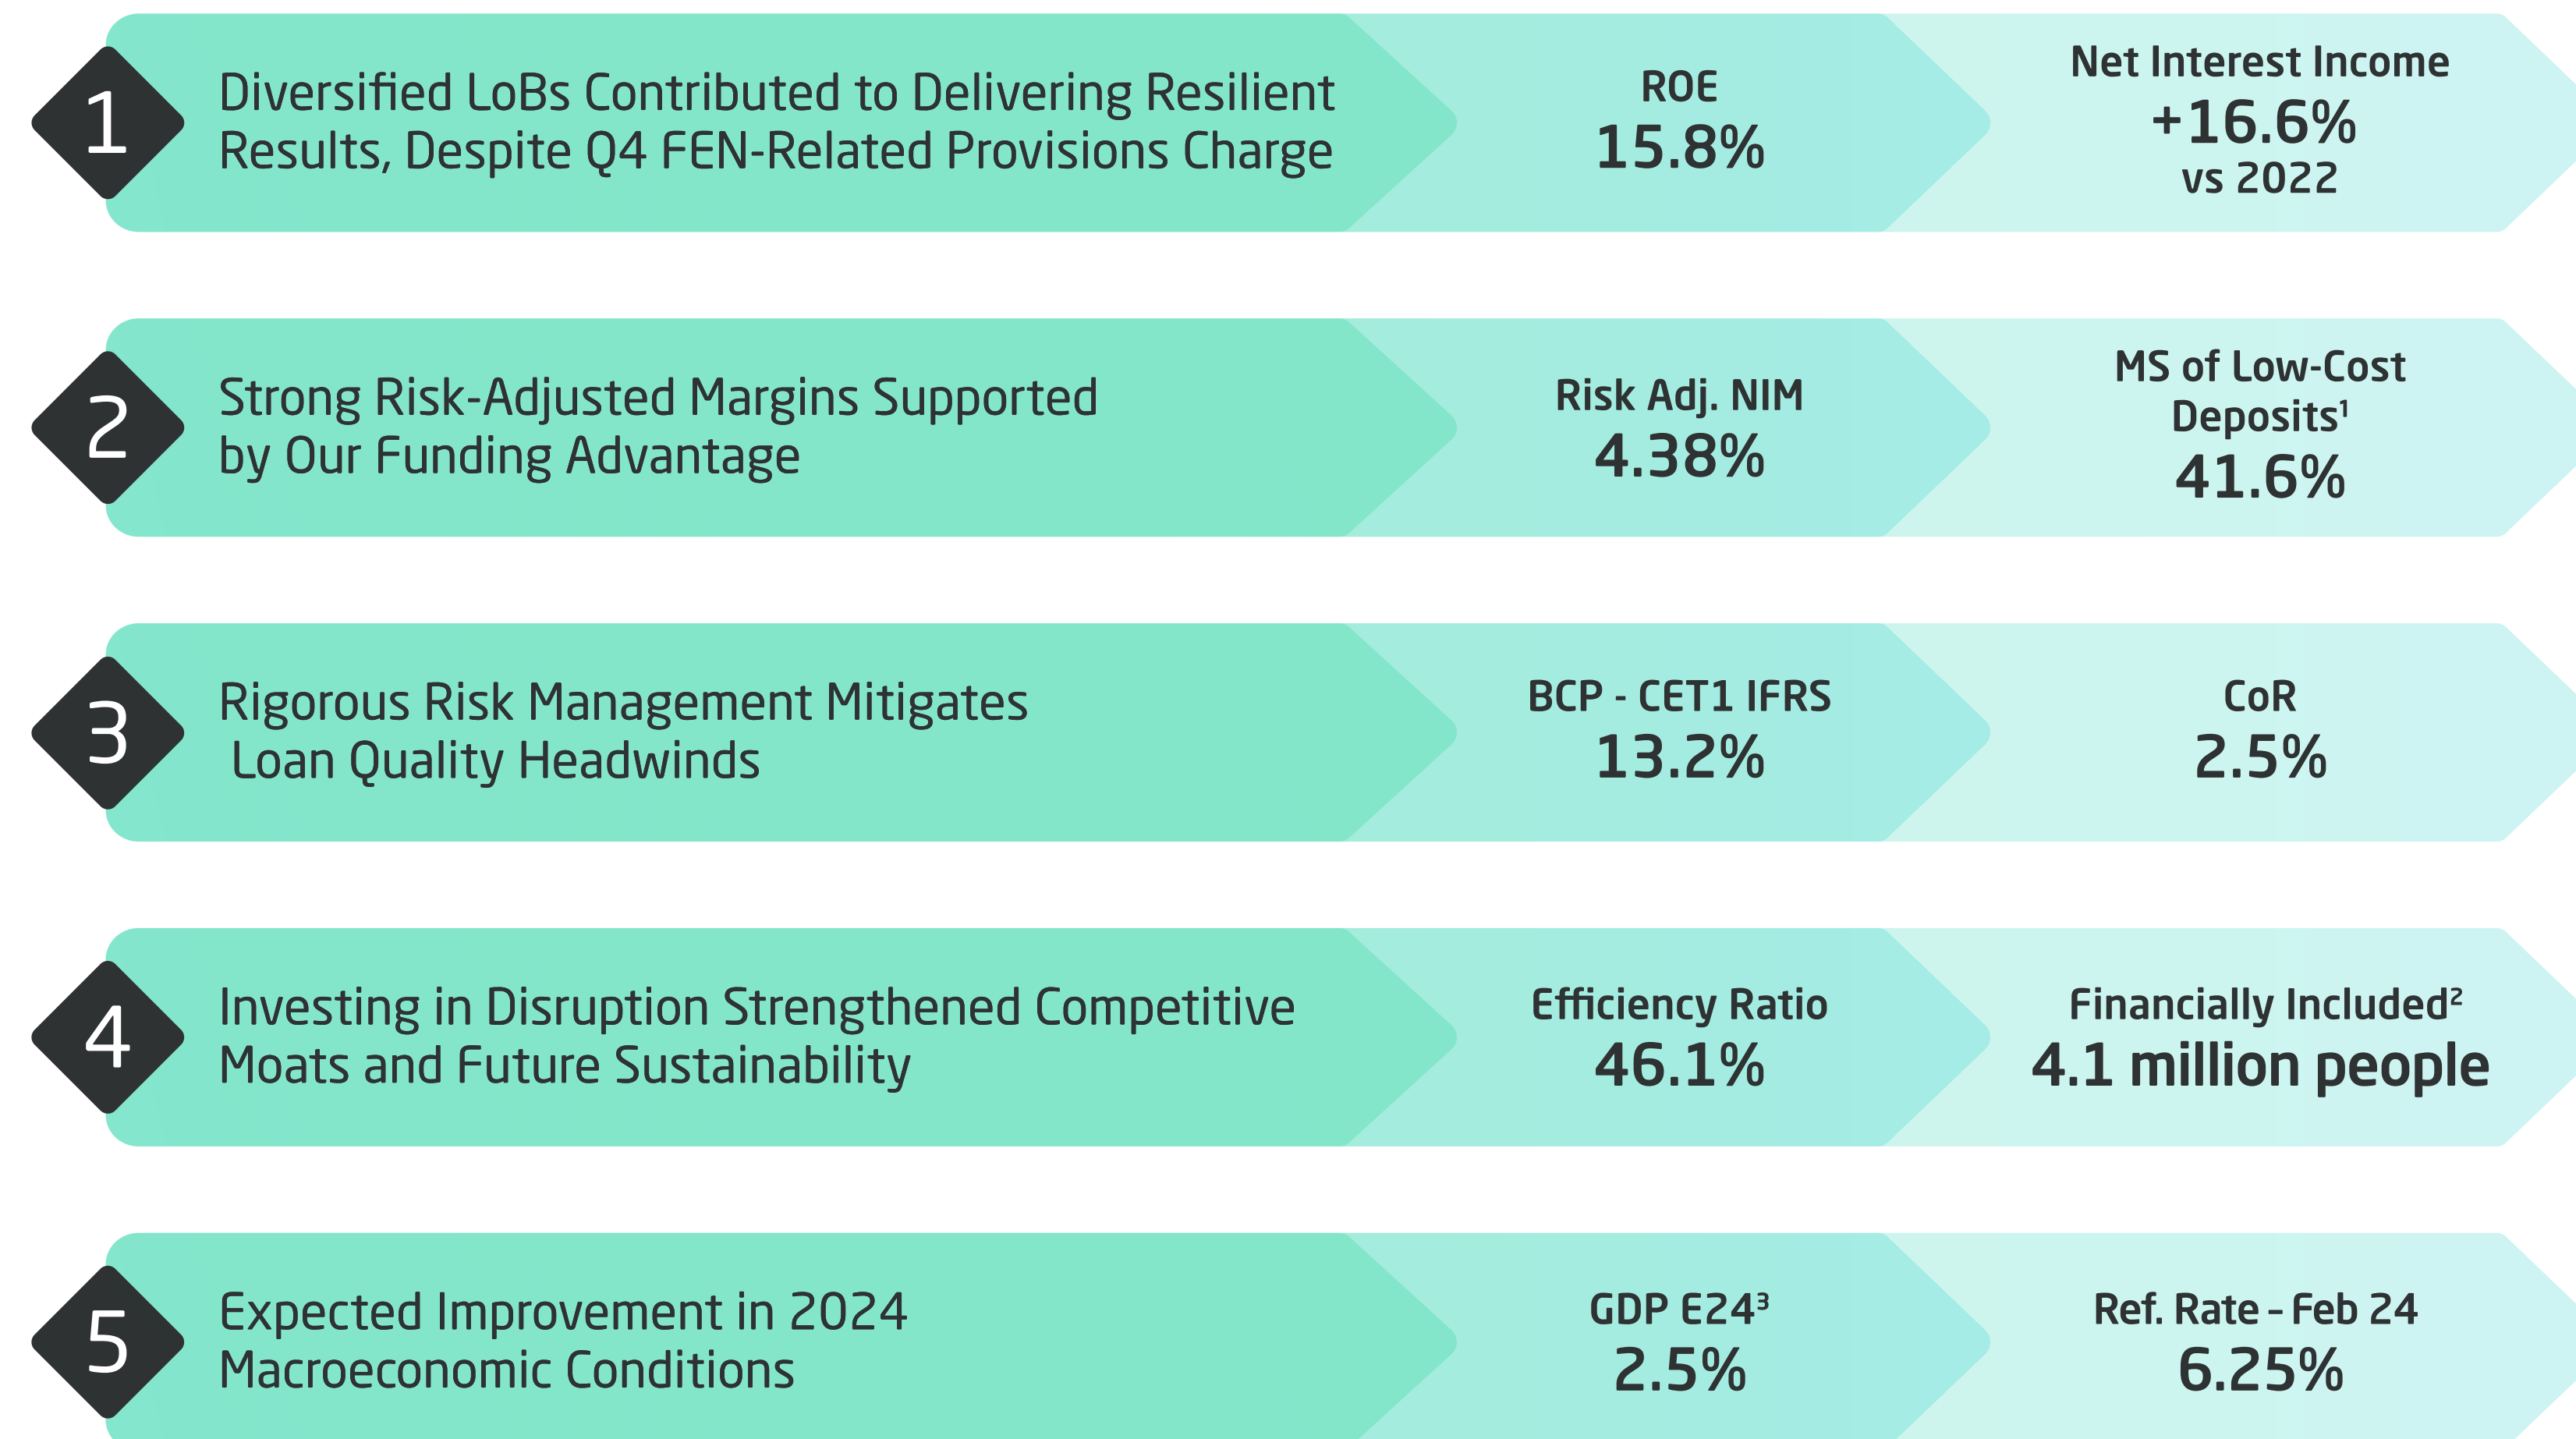 1
Diversified LoBs Contributed to Delivering Resilient
Results, Despite Q4 FEN-Related Provisions Charge
ROE
15.8%
Net Interest Income
+16.6%
vs 2022
2
Strong Risk-Adjusted Margins Supported
by Our Funding Advantage
Risk Adj. NIM
4.38%
MS of Low-Cost
Deposits¹
41.6%
3
Rigorous Risk Management Mitigates
Loan Quality Headwinds
BCP - CET1 IFRS
13.2%
CoR
2.5%
4
Investing in Disruption Strengthened Competitive
Moats and Future Sustainability
Efficiency Ratio
46.1%
Financially Included²
4.1 million people
5
Expected Improvement in 2024
Macroeconomic Conditions
GDP E24³
2.5%
Ref. Rate – Feb 24
6.25%